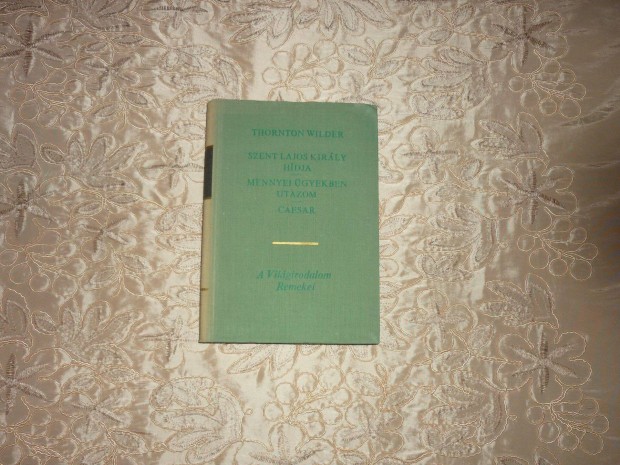 THORNTON WILDER
SZENT LAJOS KIRÁLY
HÍDJA
MENNYEI ÜGYEKBEN
UTAZOM
CAESAR
A Világirodalom
Remekei